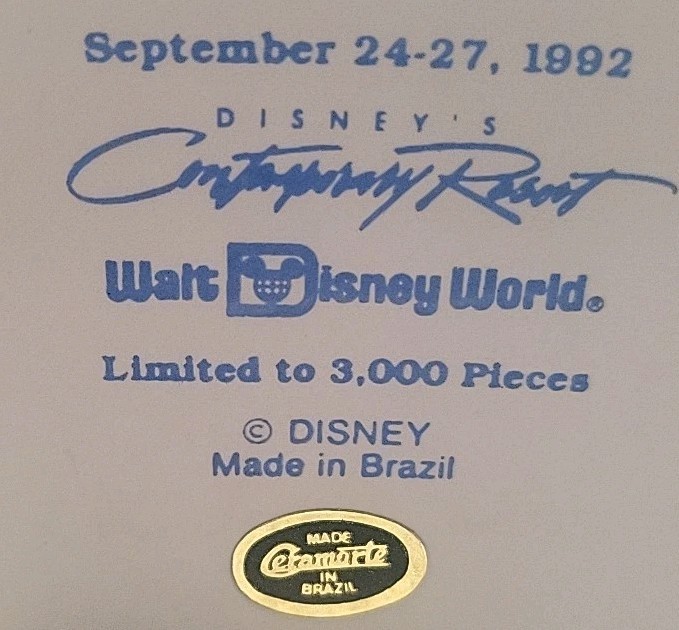 September 24-27, 1992
DISNEY'S
Contemporary Resort
Walt Disney World®
Limited to 3,000 Pieces
© DISNEY
Made in Brazil
MADE
Ceramarte
IN
BRAZIL